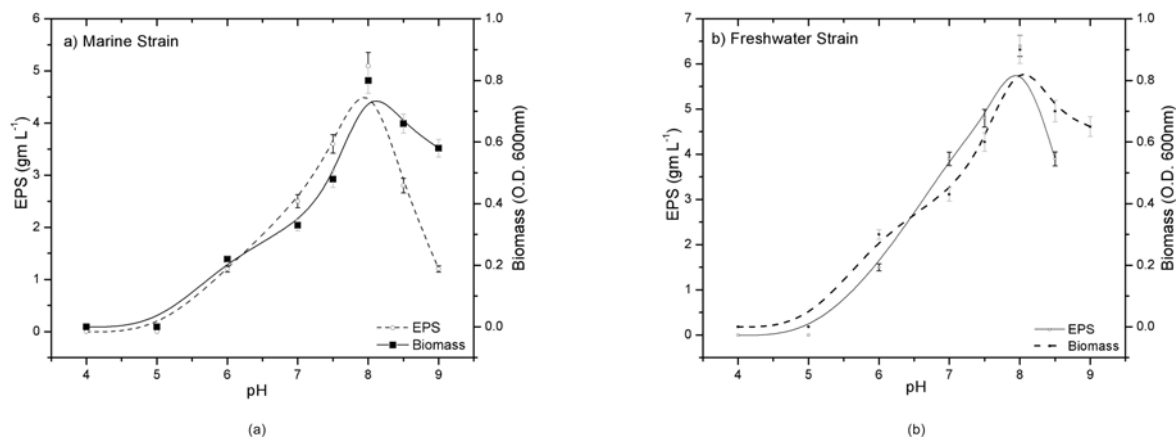 a) Marine Strain
EPS (gm L⁻¹)
6
5
4
3
2
1
0
Biomass (O.D. 600nm)
1.0
0.8
0.6
0.4
0.2
0.0
EPS
Biomass
4 5 6 7 8 9
pH
(a)
b) Freshwater Strain
EPS (gm L⁻¹)
7
6
5
4
3
2
1
0
Biomass (O.D. 600nm)
1.0
0.8
0.6
0.4
0.2
0.0
EPS
Biomass
4 5 6 7 8 9
pH
(b)